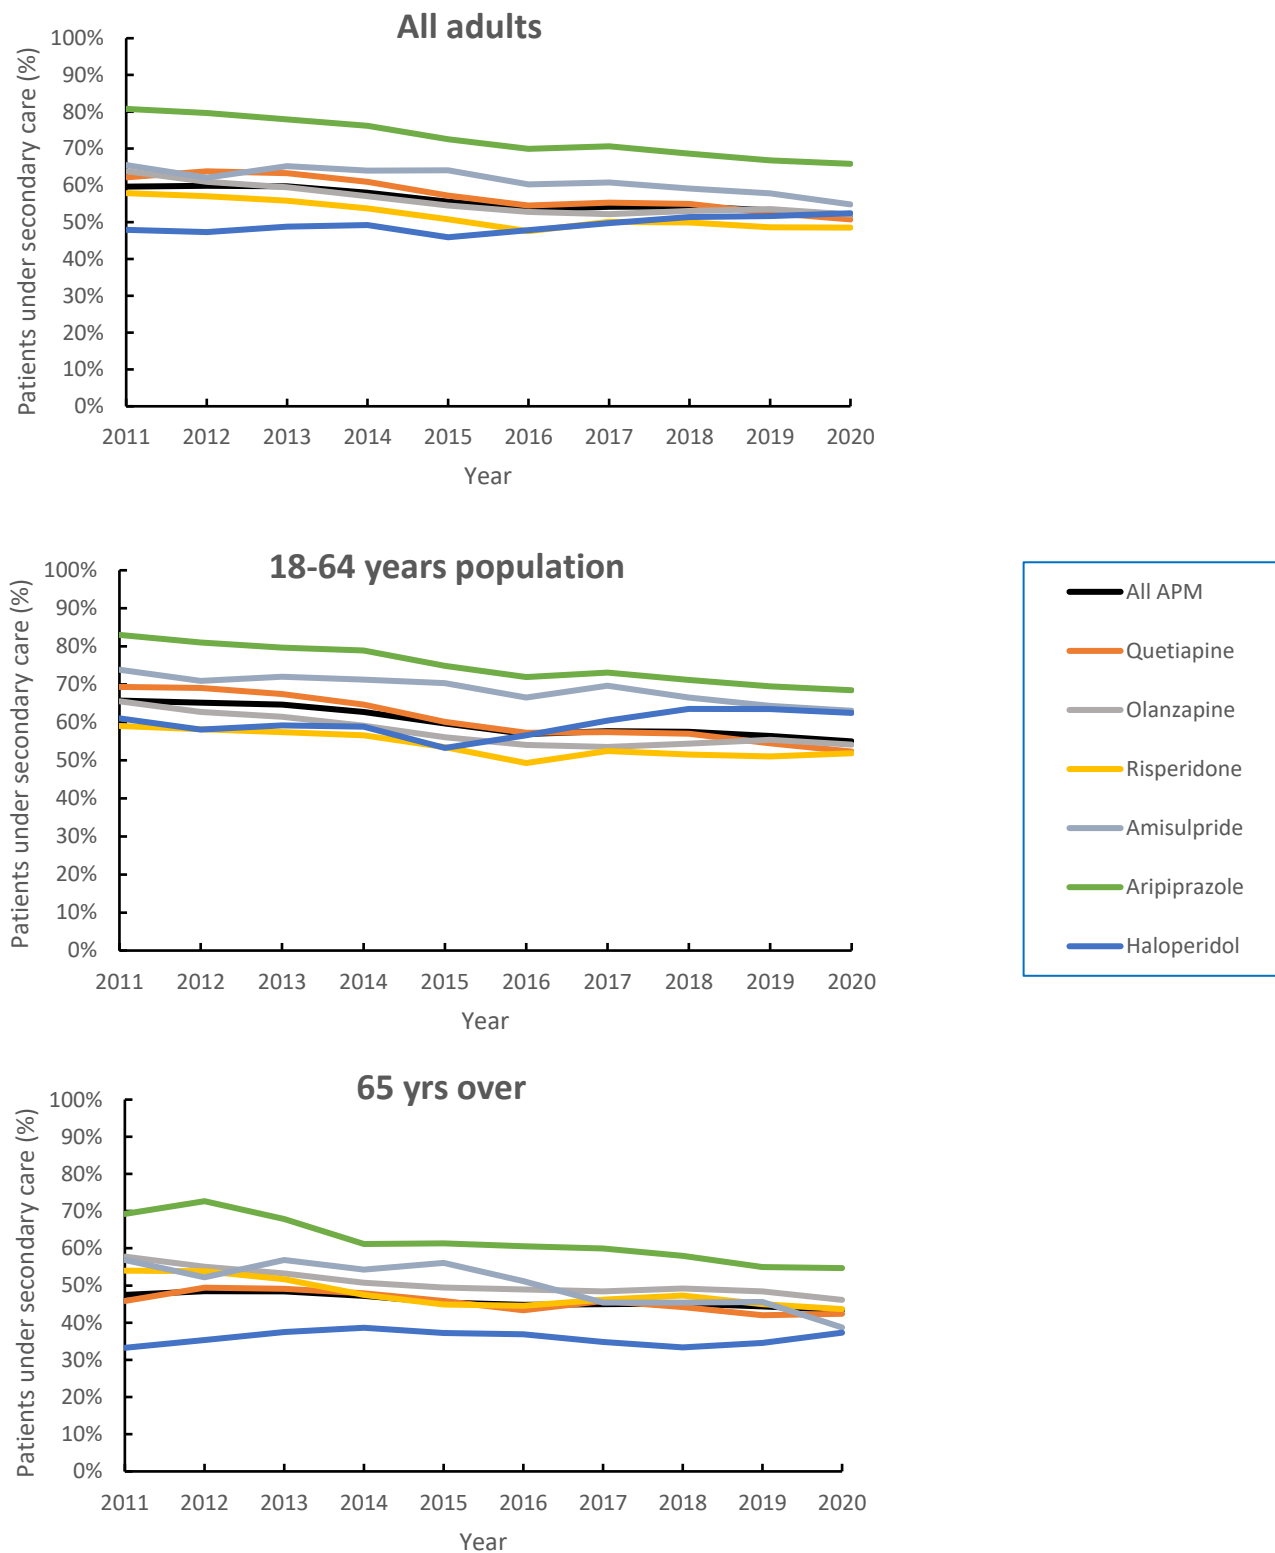 All adults
Patients under secondary care (%)
100%
90%
80%
70%
60%
50%
40%
30%
20%
10%
0%
2011 2012 2013 2014 2015 2016 2017 2018 2019 2020
Year
18-64 years population
Patients under secondary care (%)
100%
90%
80%
70%
60%
50%
40%
30%
20%
10%
0%
2011 2012 2013 2014 2015 2016 2017 2018 2019 2020
Year
All APM
Quetiapine
Olanzapine
Risperidone
Amisulpride
Aripiprazole
Haloperidol
65 yrs over
Patients under secondary care (%)
100%
90%
80%
70%
60%
50%
40%
30%
20%
10%
0%
2011 2012 2013 2014 2015 2016 2017 2018 2019 2020
Year